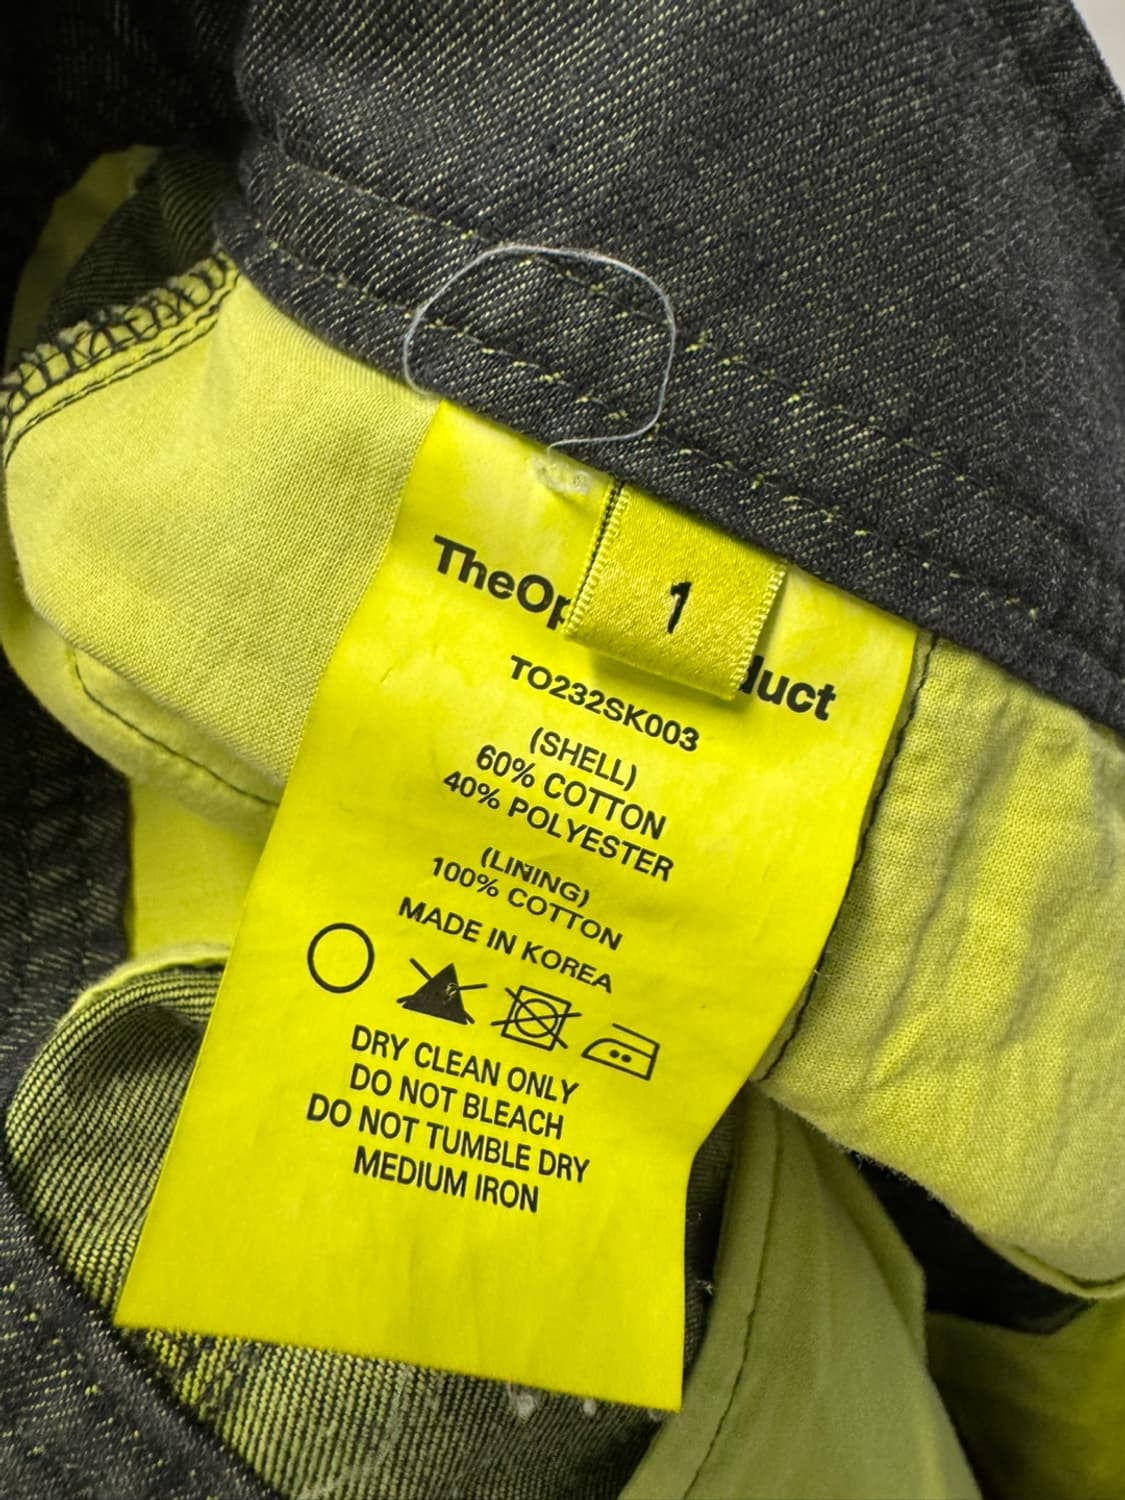 TheOp
1
duct
TO232SK003
(SHELL)
60% COTTON
40% POLYESTER
(LINING)
100% COTTON
MADE IN KOREA
DRY CLEAN ONLY
DO NOT BLEACH
DO NOT TUMBLE DRY
MEDIUM IRON